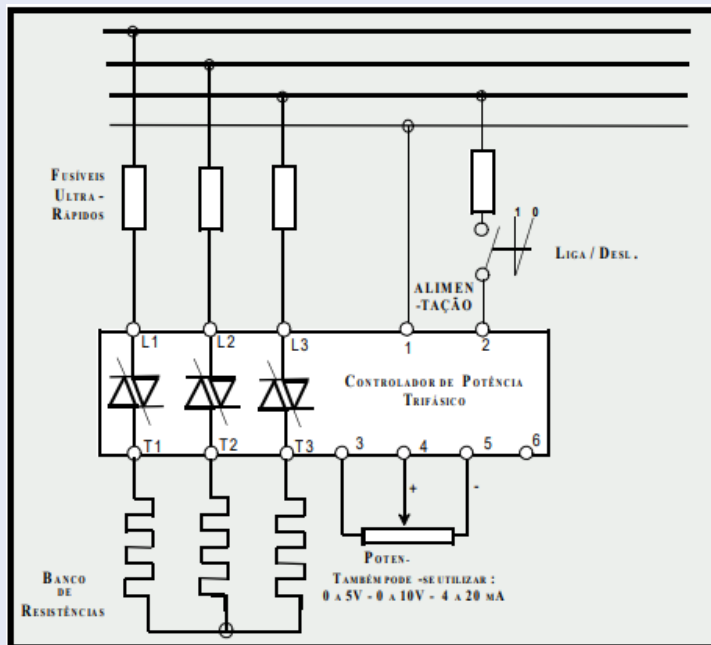 FUSÍVEIS
ULTRA -
RÁPIDOS
1 0
LIGA / DESL .
ALIMEN
-TAÇÃO
L1
L2
L3
1
2
CONTROLADOR DE POTÊNCIA
TRIFÁSICO
T1
T2
T3
3
4
5
6
+
-
POTEN-
TAMBÉM PODE -SE UTILIZAR :
0 A 5V - 0 A 10V - 4 A 20 mA
BANCO
DE
RESISTÊNCIAS